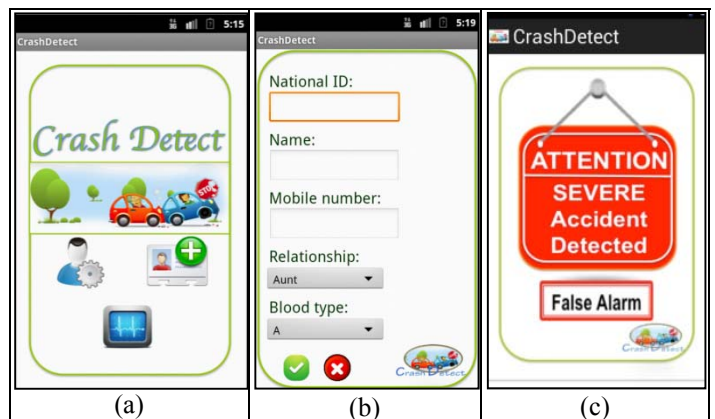 5:15
CrashDetect
Crash Detect
STOP
(a)
5:19
CrashDetect
National ID:
Name:
Mobile number:
Relationship:
Aunt
Blood type:
A
Crash Detect
(b)
CrashDetect
ATTENTION
SEVERE
Accident
Detected
False Alarm
Crash Detect
(c)